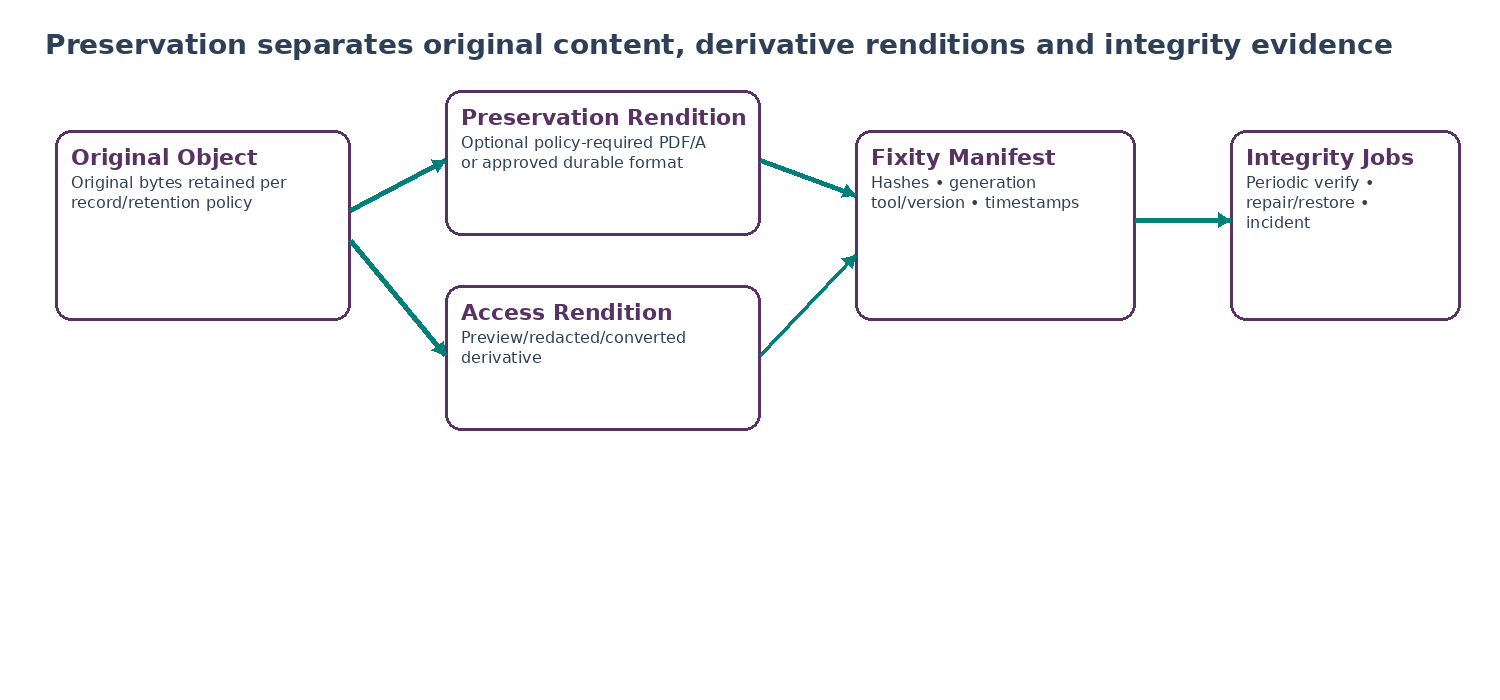 Preservation separates original content, derivative renditions and integrity evidence
Original Object
Original bytes retained per
record/retention policy
Preservation Rendition
Optional policy-required PDF/A
or approved durable format
Access Rendition
Preview/redacted/converted
derivative
Fixity Manifest
Hashes • generation
tool/version • timestamps
Integrity Jobs
Periodic verify •
repair/restore •
incident